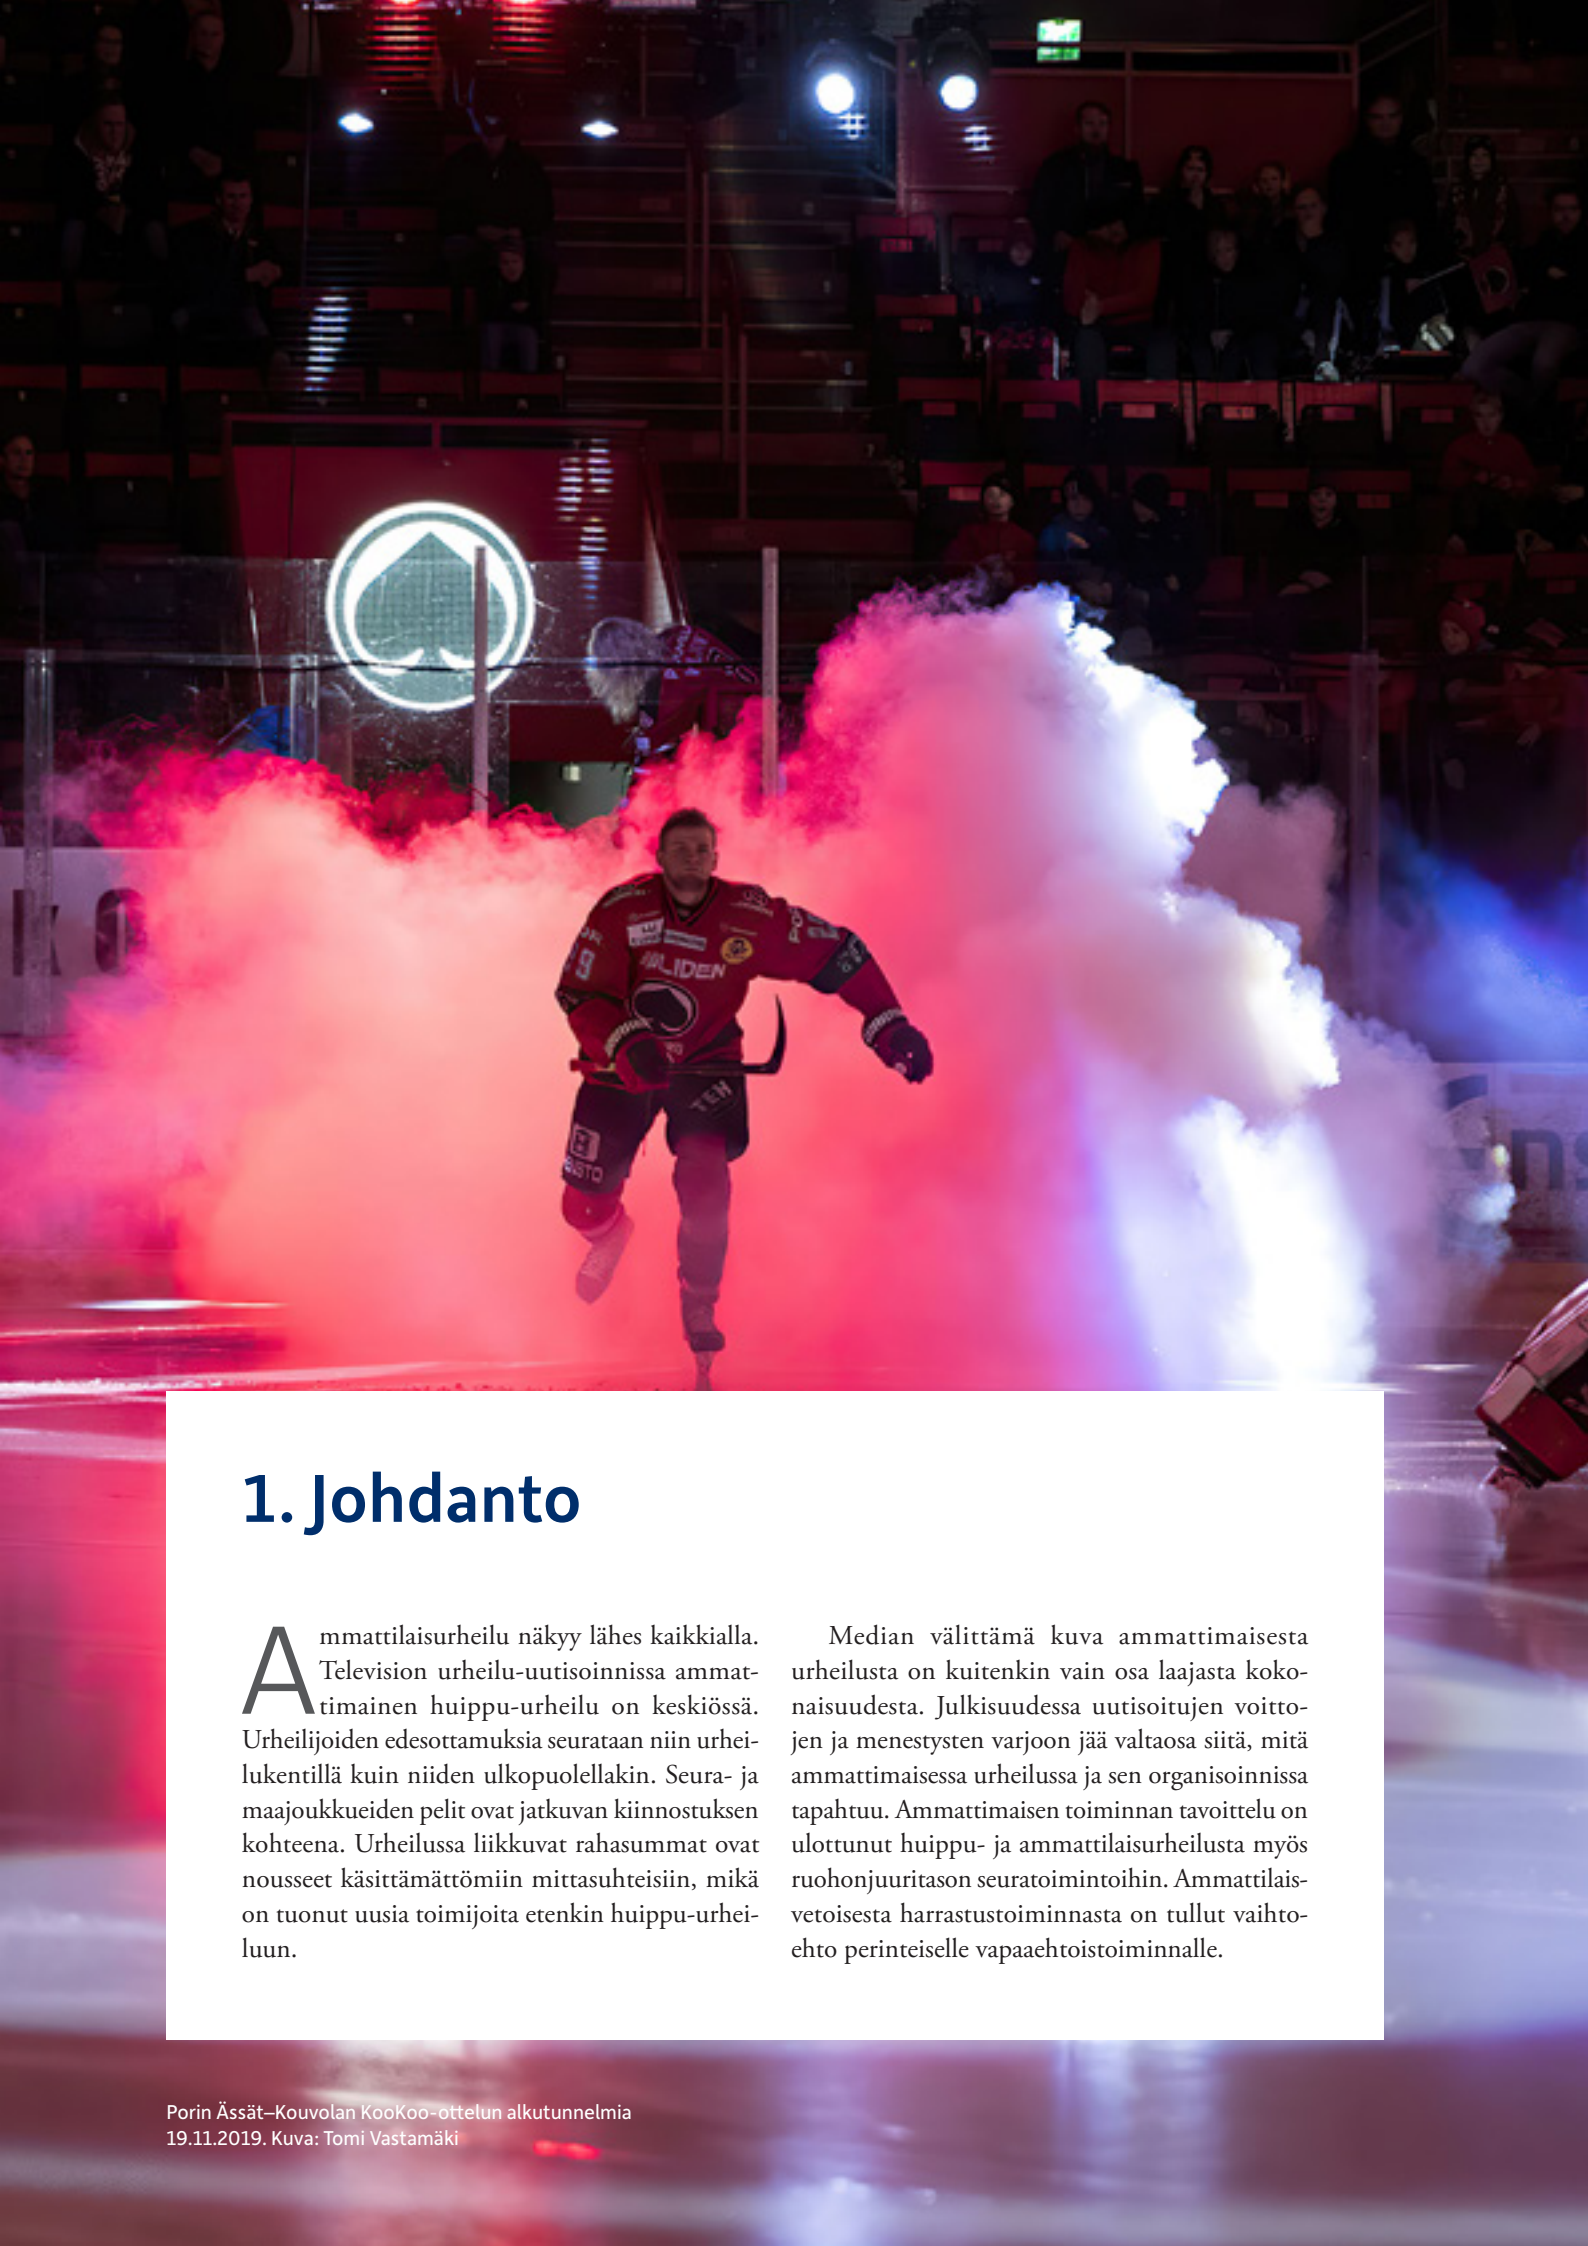 1. Johdanto
Ammattilaisurheilu näkyy lähes kaikkialla.
Television urheilu-uutisoinnissa ammat-
timainen huippu-urheilu on keskiössä.
Urheilijoiden edesottamuksia seurataan niin urhei-
lukentillä kuin niiden ulkopuolellakin. Seura- ja
maajoukkueiden pelit ovat jatkuvan kiinnostuksen
kohteena. Urheilussa liikkuvat rahasummat ovat
nousseet käsittämättömiin mittasuhteisiin, mikä
on tuonut uusia toimijoita etenkin huippu-urhei-
luun.
Median välittämä kuva ammattimaisesta
urheilusta on kuitenkin vain osa laajasta koko-
naisuudesta. Julkisuudessa uutisoitujen voitto-
jen ja menestysten varjoon jää valtaosa siitä, mitä
ammattimaisessa urheilussa ja sen organisoinnissa
tapahtuu. Ammattimaisen toiminnan tavoittelu on
ulottunut huippu- ja ammattilaisurheilusta myös
ruohonjuuritason seuratoimintoihin. Ammattilais-
vetoisesta harrastustoiminnasta on tullut vaihto-
ehto perinteiselle vapaaehtoistoiminnalle.
Porin Ässät–Kouvolan KooKoo-ottelun alkutunnelmia
19.11.2019. Kuva: Tomi Vastamäki